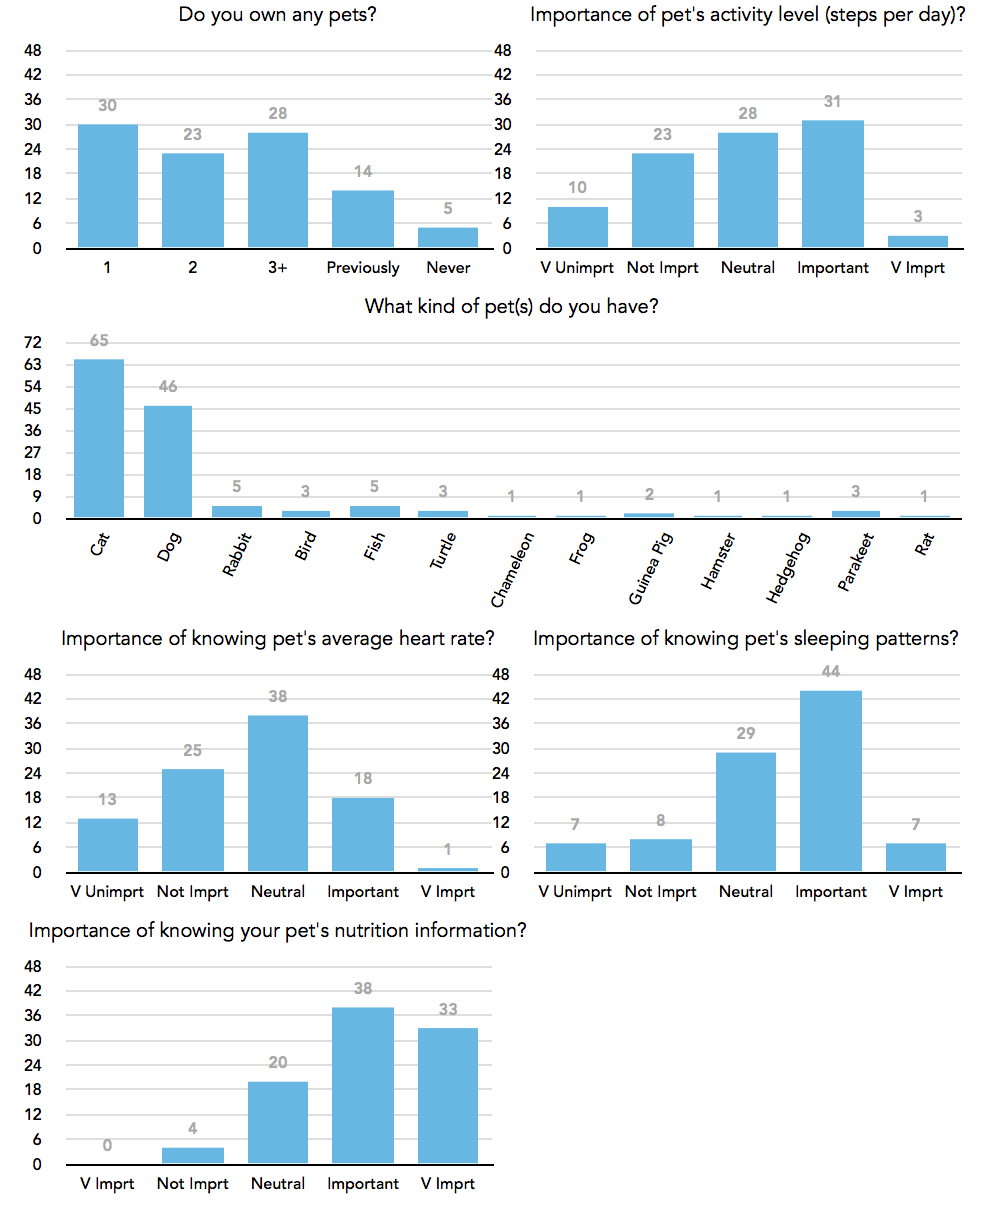 Do you own any pets?
48
42
36
30
24
18
12
6
0
30
23
28
14
5
1
2
3+
Previously
Never
Importance of pet's activity level (steps per day)?
48
42
36
30
24
18
12
6
0
10
23
28
31
3
V Unimprt
Not Imprt
Neutral
Important
V Imprt
What kind of pet(s) do you have?
72
63
54
45
36
27
18
9
0
65
46
5
3
5
3
1
1
2
1
1
3
1
Cat
Dog
Rabbit
Bird
Fish
Turtle
Chameleon
Frog
Guinea Pig
Hamster
Hedgehog
Parakeet
Rat
Importance of knowing pet's average heart rate?
48
42
36
30
24
18
12
6
0
13
25
38
18
1
V Unimprt
Not Imprt
Neutral
Important
V Imprt
Importance of knowing pet's sleeping patterns?
48
42
36
30
24
18
12
6
0
7
8
29
44
7
V Unimprt
Not Imprt
Neutral
Important
V Imprt
Importance of knowing your pet's nutrition information?
48
42
36
30
24
18
12
6
0
0
4
20
38
33
V Imprt
Not Imprt
Neutral
Important
V Imprt